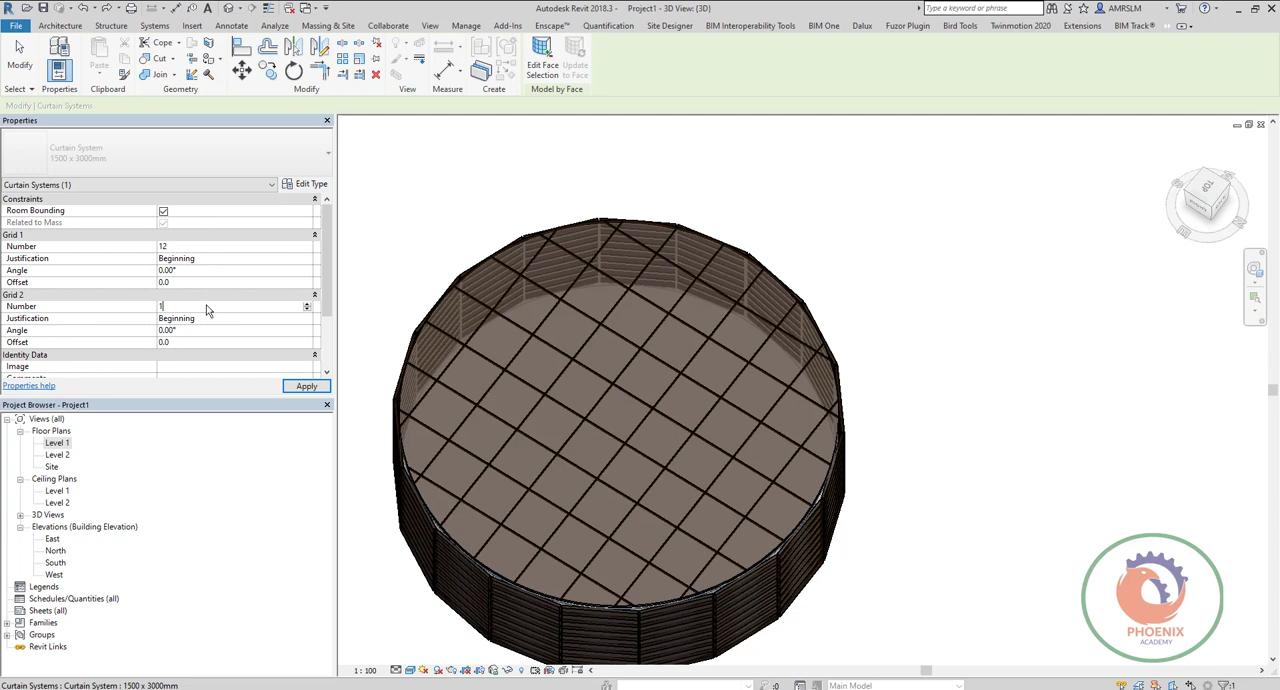 Autodesk Revit 2018.3 - Project1 - 3D View: {3D}
Type a keyword or phrase
AMRSLM
File Architecture Structure Systems Insert Annotate Analyze Massing & Site Collaborate View Manage Add-Ins Enscape™ Quantification Site Designer BIM Interoperability Tools BIM One Dalux Fuzor Plugin Bird Tools Twinmotion 2020 Extensions BIM Track®
Modify
Paste
Cope
Cut
Join
Edit Face Selection
Update to Face
Select Properties Clipboard Geometry Modify View Measure Create Model by Face
Modify | Curtain Systems
Properties
Curtain System
1500 x 3000mm
Curtain Systems (1)
Edit Type
Constraints
Room Bounding
Related to Mass
Grid 1
Number 12
Justification Beginning
Angle 0.00°
Offset 0.0
Grid 2
Number 1
Justification Beginning
Angle 0.00°
Offset 0.0
Identity Data
Image
Properties help
Apply
Project Browser - Project1
Views (all)
Floor Plans
Level 1
Level 2
Site
Ceiling Plans
Level 1
Level 2
3D Views
Elevations (Building Elevation)
East
North
South
West
Legends
Schedules/Quantities (all)
Sheets (all)
Families
Groups
Revit Links
TOP
PHOENIX
ACADEMY
1 : 100
Curtain Systems : Curtain System : 1500 x 3000mm
:0
Main Model
:1